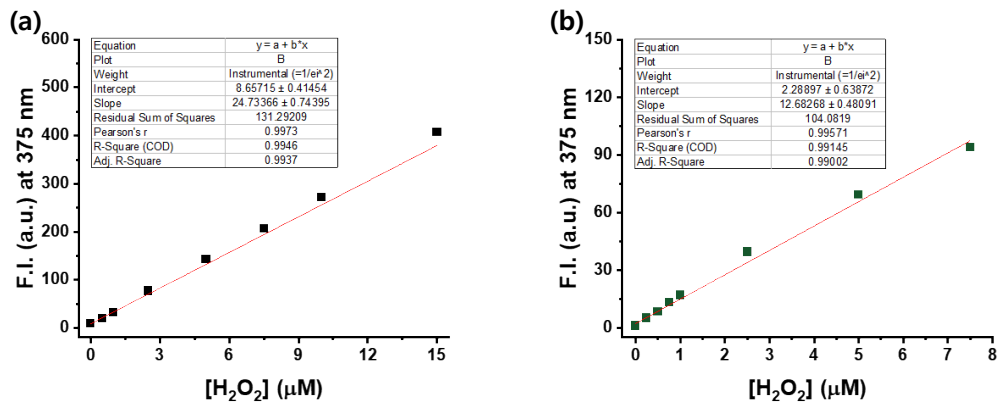 (a)
600
500
400
300
200
100
0
F.I. (a.u.) at 375 nm
Equation y = a + b*x
Plot B
Weight Instrumental (=1/ei^2)
Intercept 8.65715 ± 0.41454
Slope 24.73366 ± 0.74395
Residual Sum of Squares 131.29209
Pearson's r 0.9973
R-Square (COD) 0.9946
Adj. R-Square 0.9937
0 3 6 9 12 15
[H₂O₂] (μM)
(b)
150
120
90
60
30
0
F.I. (a.u.) at 375 nm
Equation y = a + b*x
Plot B
Weight Instrumental (=1/ei^2)
Intercept 2.28897 ± 0.63872
Slope 12.68268 ± 0.48091
Residual Sum of Squares 104.0819
Pearson's r 0.99571
R-Square (COD) 0.99145
Adj. R-Square 0.99002
0 1 2 3 4 5 6 7 8
[H₂O₂] (μM)